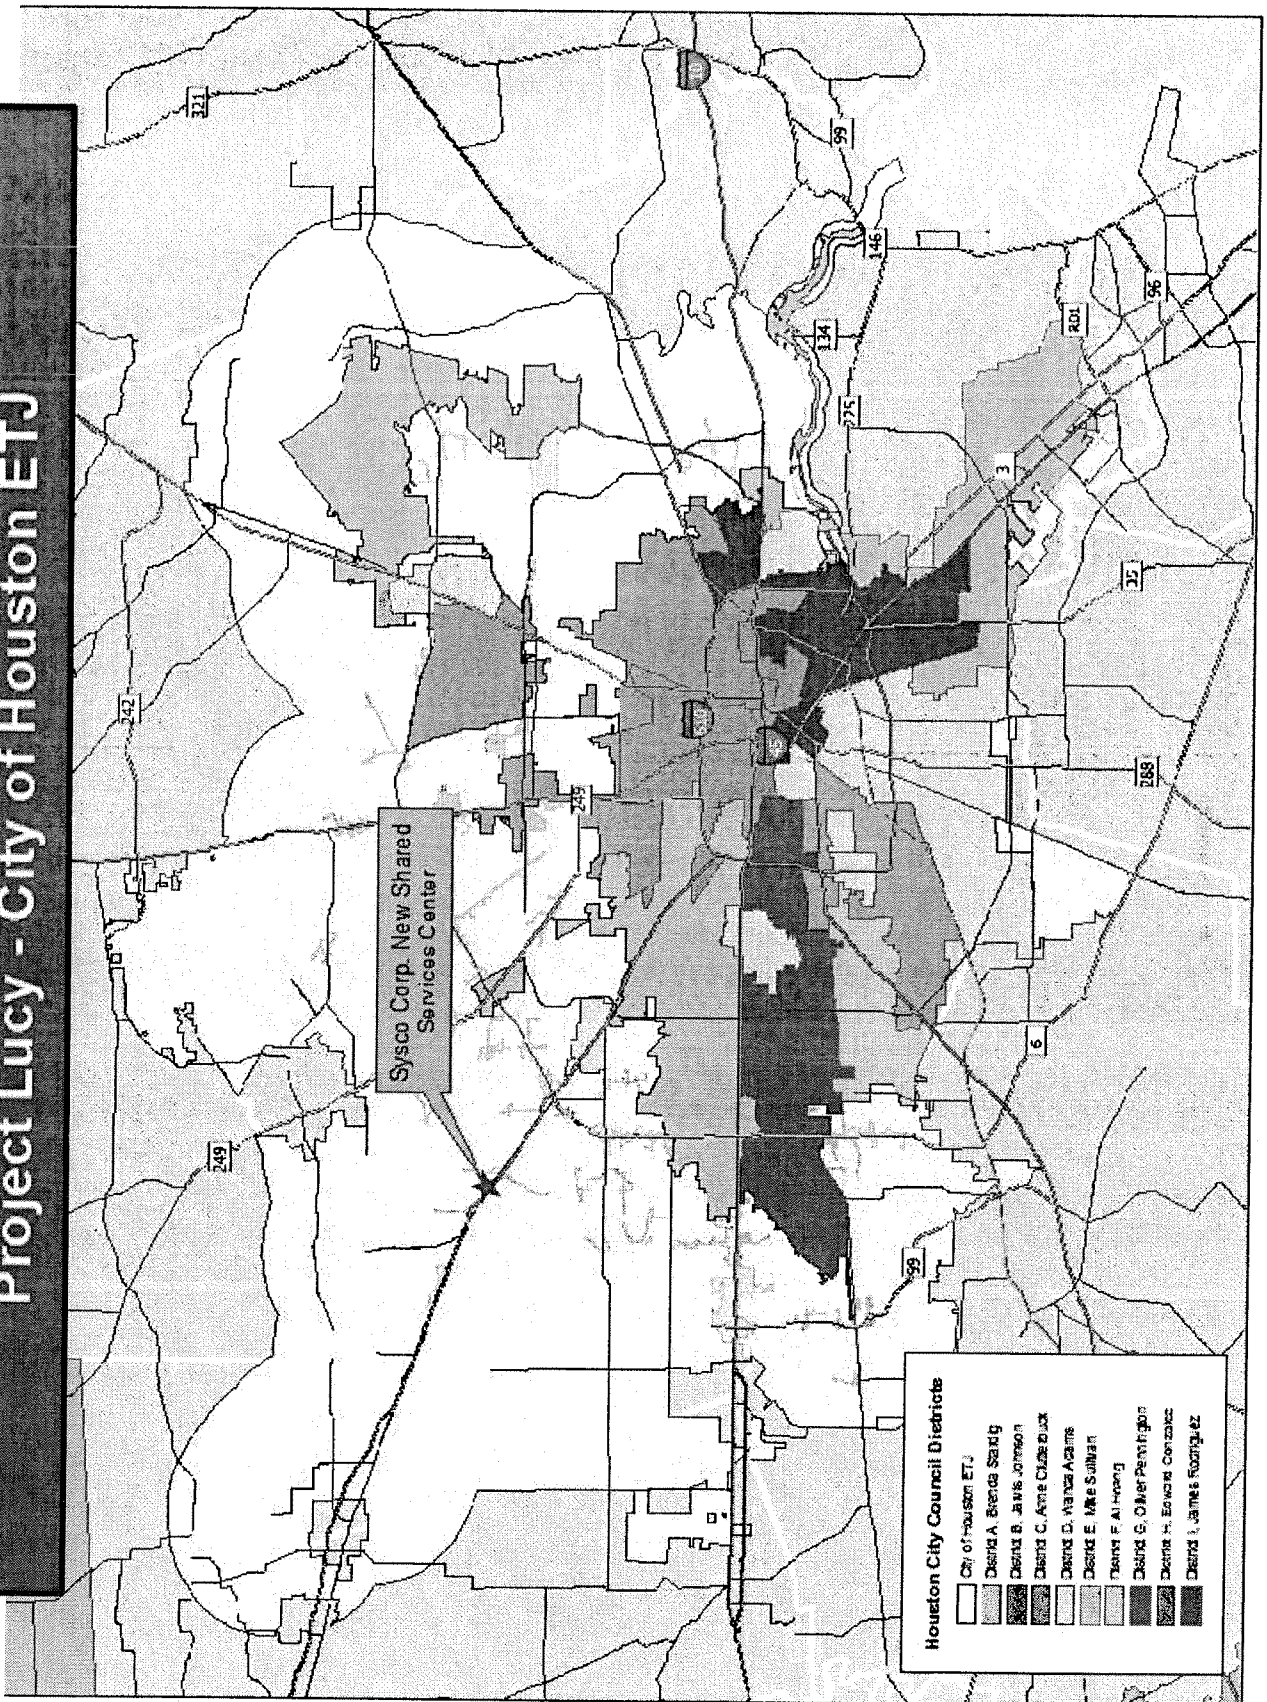 Project Lucy - City of Houston ETJ
Sysco Corp. New Shared
Services Center
321
10
99
146
134
225
201
96
3
35
242
249
288
6
249
99
Houston City Council Districts
City of Houston ETJ
District A, Brenda Stardig
District B, Jarvis Johnson
District C, Anne Clutterbuck
District D, Wanda Adams
District E, Mike Sullivan
District F, Al Hoang
District G, Oliver Pennington
District H, Edward Gonzalez
District I, James Rodriguez